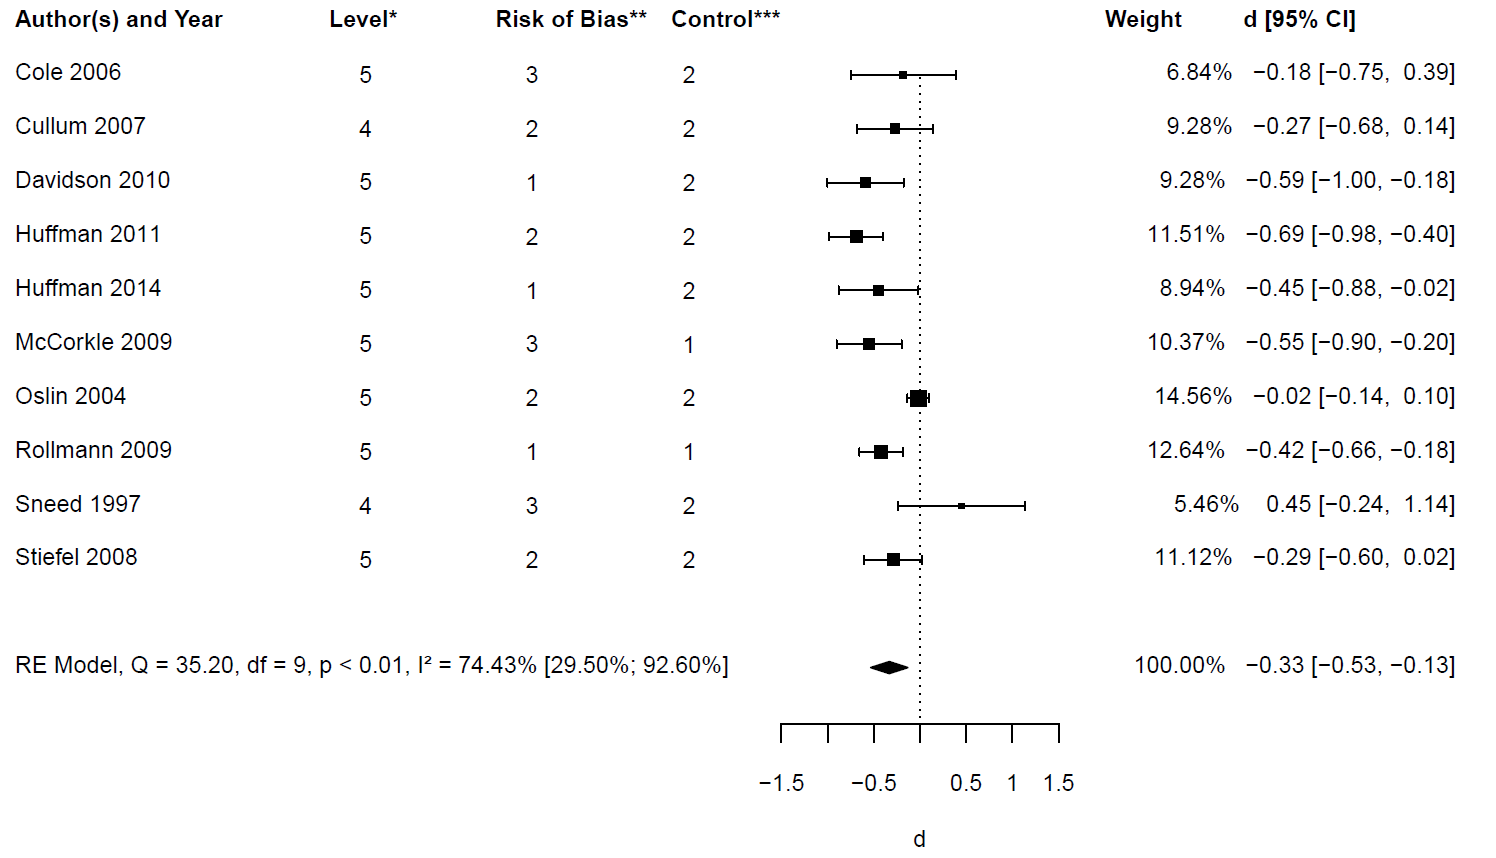 Author(s) and Year Level* Risk of Bias** Control*** Weight d [95% CI]
Cole 2006 5 3 2 6.84% −0.18 [−0.75, 0.39]
Cullum 2007 4 2 2 9.28% −0.27 [−0.68, 0.14]
Davidson 2010 5 1 2 9.28% −0.59 [−1.00, −0.18]
Huffman 2011 5 2 2 11.51% −0.69 [−0.98, −0.40]
Huffman 2014 5 1 2 8.94% −0.45 [−0.88, −0.02]
McCorkle 2009 5 3 1 10.37% −0.55 [−0.90, −0.20]
Oslin 2004 5 2 2 14.56% −0.02 [−0.14, 0.10]
Rollmann 2009 5 1 1 12.64% −0.42 [−0.66, −0.18]
Sneed 1997 4 3 2 5.46% 0.45 [−0.24, 1.14]
Stiefel 2008 5 2 2 11.12% −0.29 [−0.60, 0.02]
RE Model, Q = 35.20, df = 9, p < 0.01, I² = 74.43% [29.50%; 92.60%] 100.00% −0.33 [−0.53, −0.13]
−1.5 −0.5 0.5 1 1.5
d